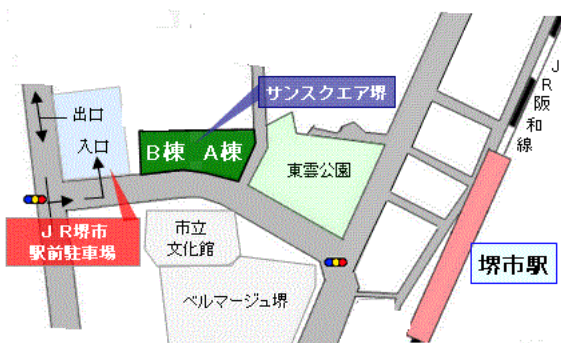 サンスクエア堺
JR阪和線
出口
入口
B棟 A棟
東雲公園
JR堺市
駅前駐車場
市立
文化館
堺市駅
ベルマージュ堺